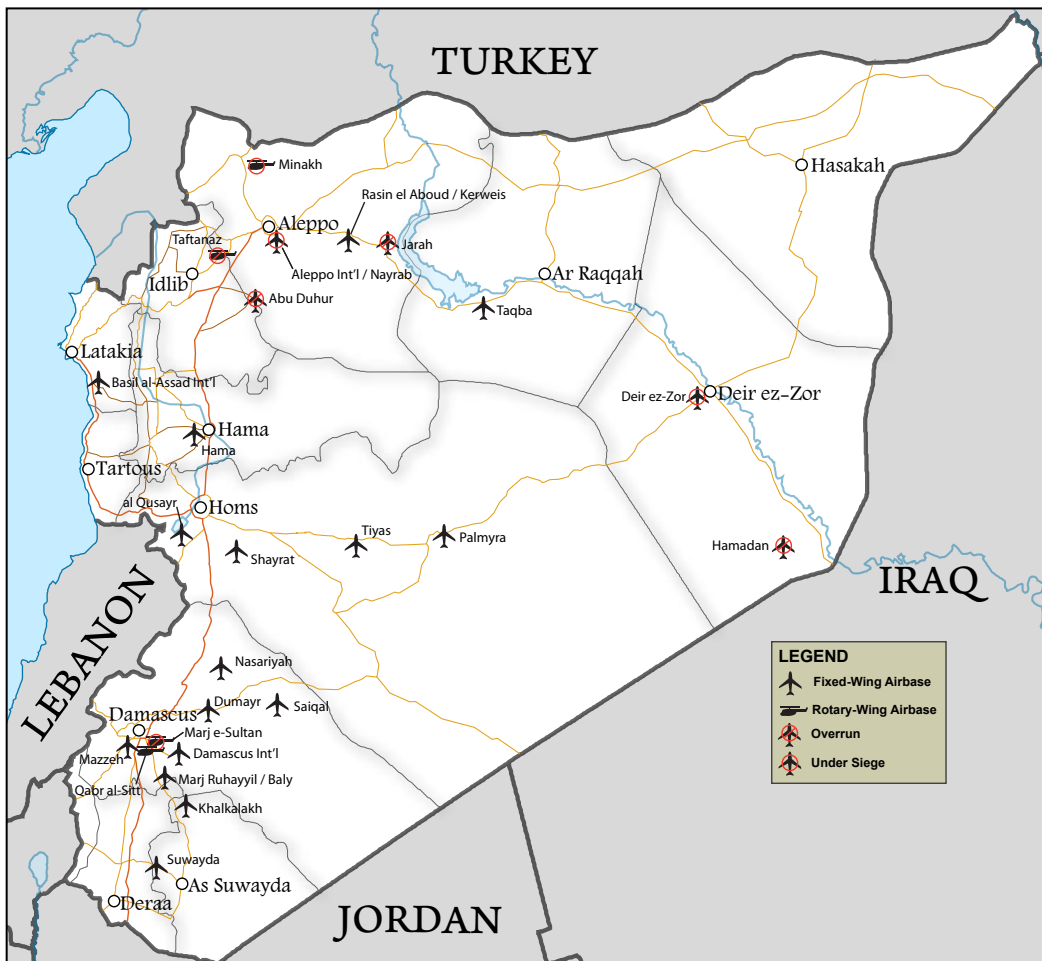 TURKEY
Hasakah
Minakh
Rasin el Aboud / Kerweis
Aleppo
Taftanaz
Jarah
Aleppo Int'l / Nayrab
Idlib
Ar Raqqah
Abu Duhur
Taqba
Latakia
Basil al-Assad Int'l
Deir ez-Zor
Deir ez-Zor
Hama
Hama
Tartous
al Qusayr
Homs
Tiyas
Palmyra
Shayrat
Hamadan
IRAQ
LEBANON
LEGEND
Fixed-Wing Airbase
Rotary-Wing Airbase
Overrun
Under Siege
Nasariyah
Dumayr
Saiqal
Damascus
Marj e-Sultan
Mazzeh
Damascus Int'l
Qabr al-Sitt
Marj Ruhayyil / Baly
Khalkalakh
Suwayda
As Suwayda
Deraa
JORDAN